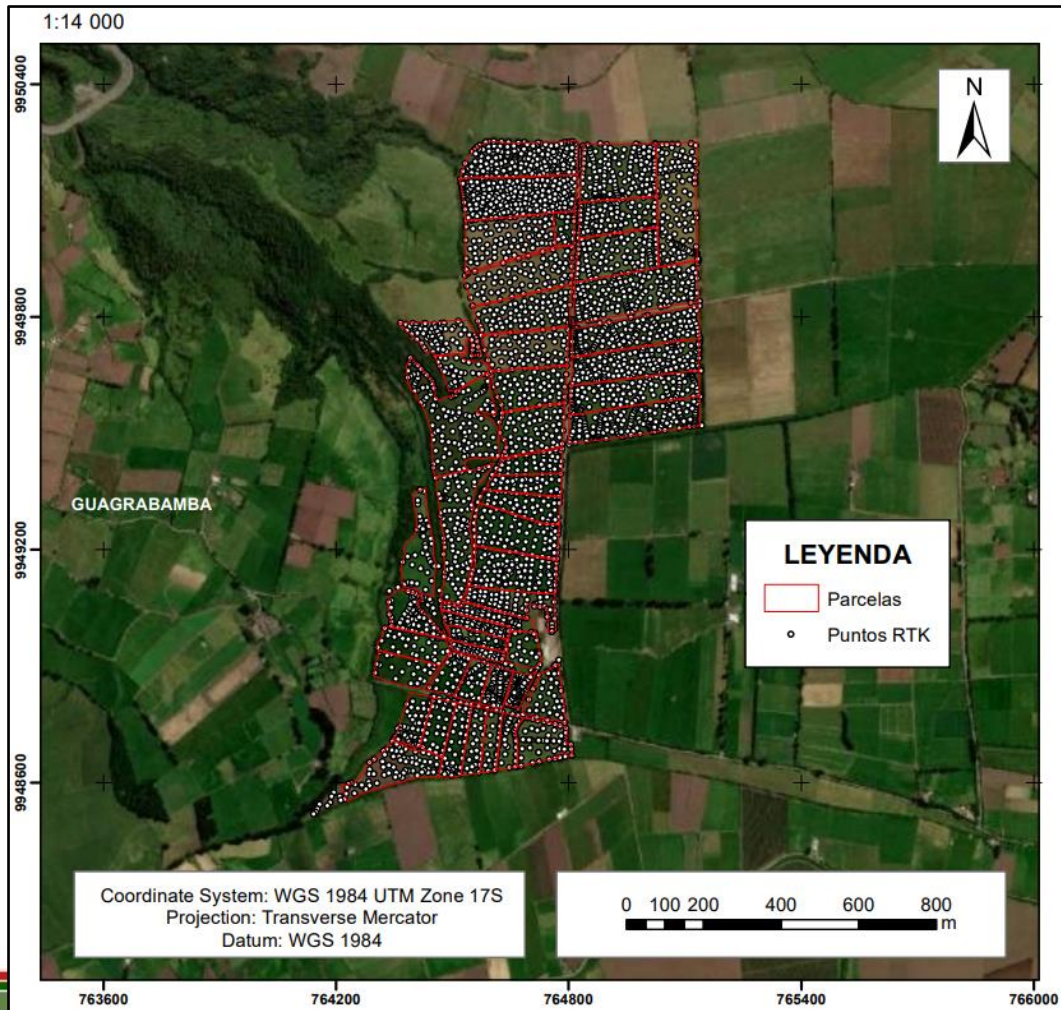 1:14 000
9950400
N
9949800
GUAGRABAMBA
9949200
LEYENDA
Parcelas
Puntos RTK
9948600
Coordinate System: WGS 1984 UTM Zone 17S
Projection: Transverse Mercator
Datum: WGS 1984
0 100 200 400 600 800
m
763600 764200 764800 765400 766000